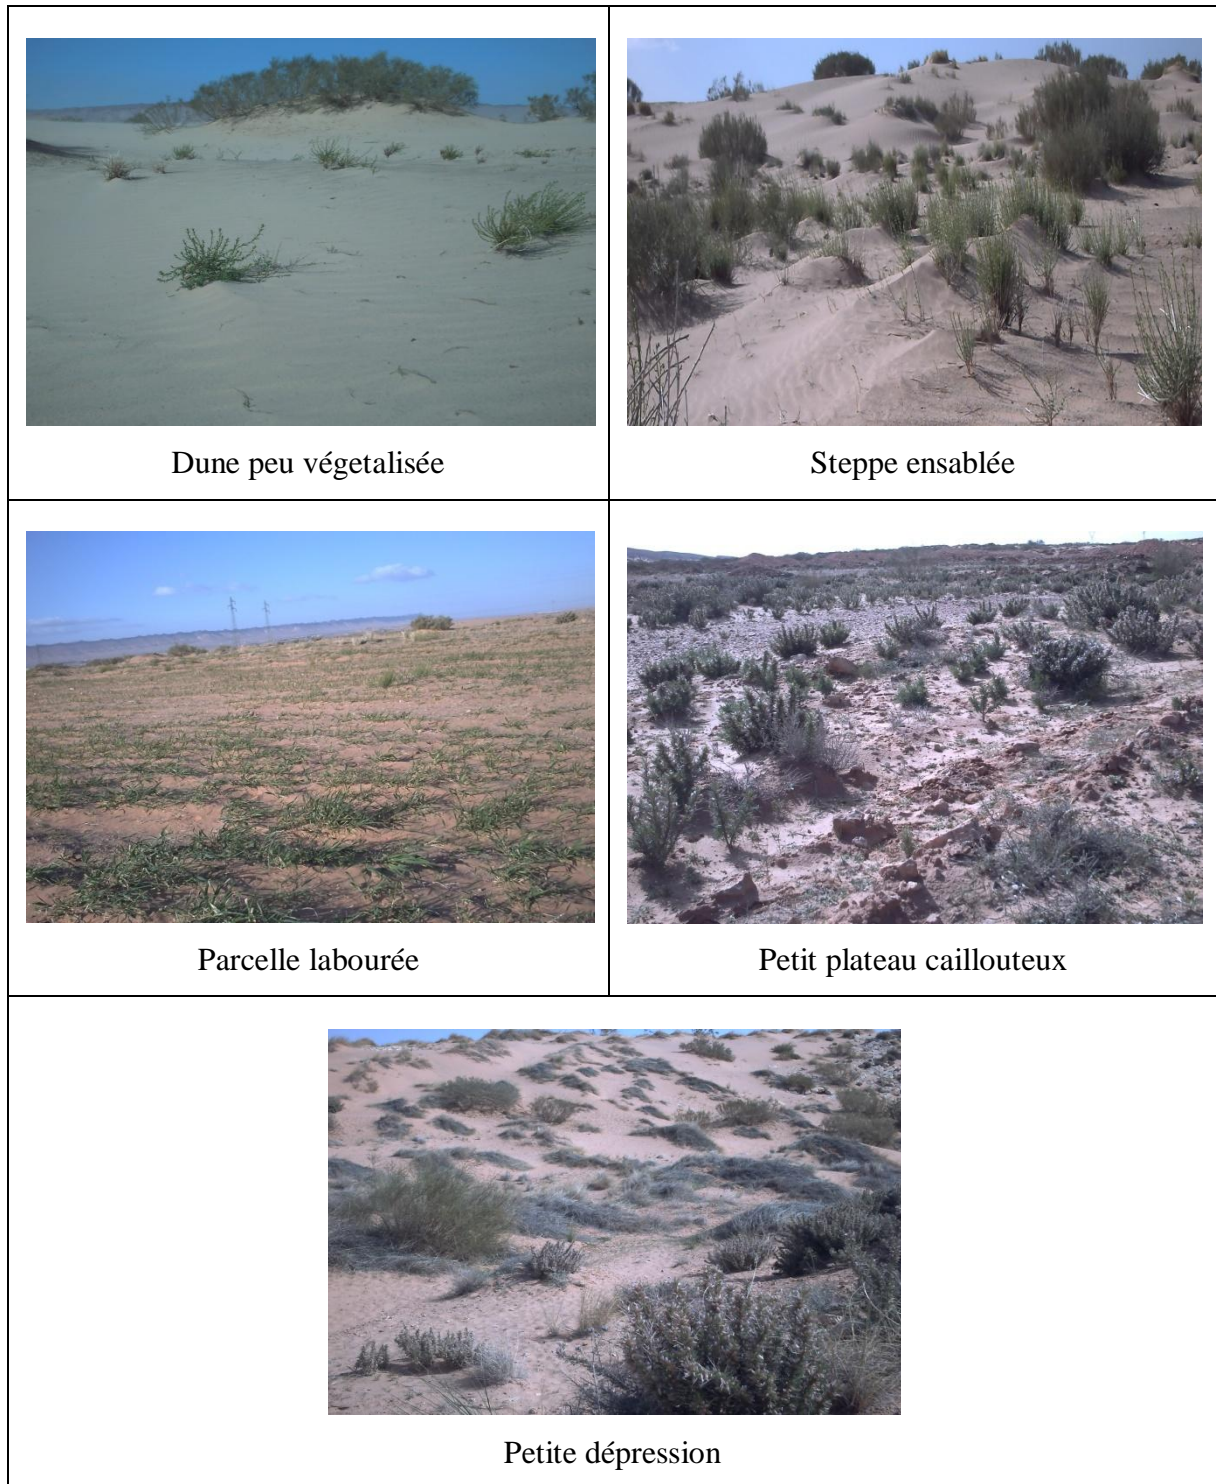 Dune peu végetalisée
Steppe ensablée
Parcelle labourée
Petit plateau caillouteux
Petite dépression